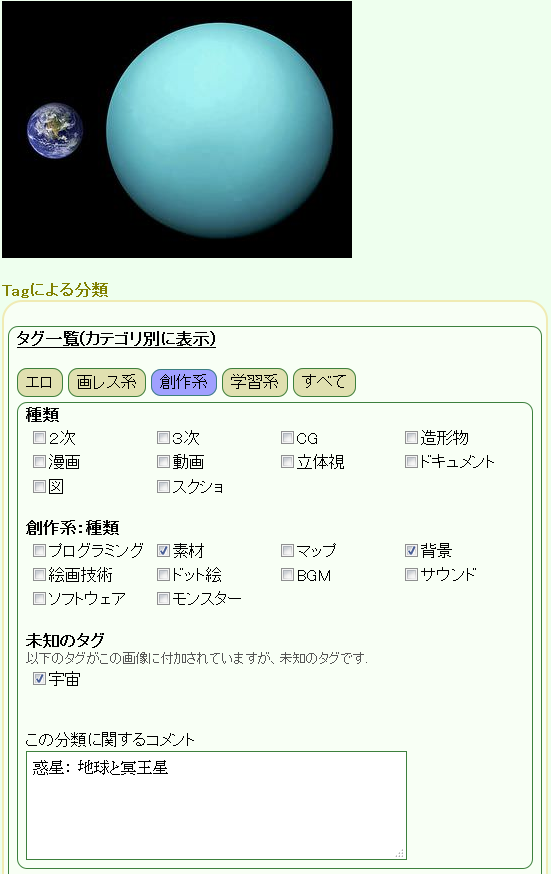 Tagによる分類
タグ一覧(カテゴリ別に表示)
エロ 画レス系 創作系 学習系 すべて
種類
２次 ３次 CG 造形物
漫画 動画 立体視 ドキュメント
図 スクショ
創作系：種類
プログラミング 素材 マップ 背景
絵画技術 ドット絵 BGM サウンド
ソフトウェア モンスター
未知のタグ
以下のタグがこの画像に付加されていますが、未知のタグです.
宇宙
この分類に関するコメント
惑星： 地球と冥王星